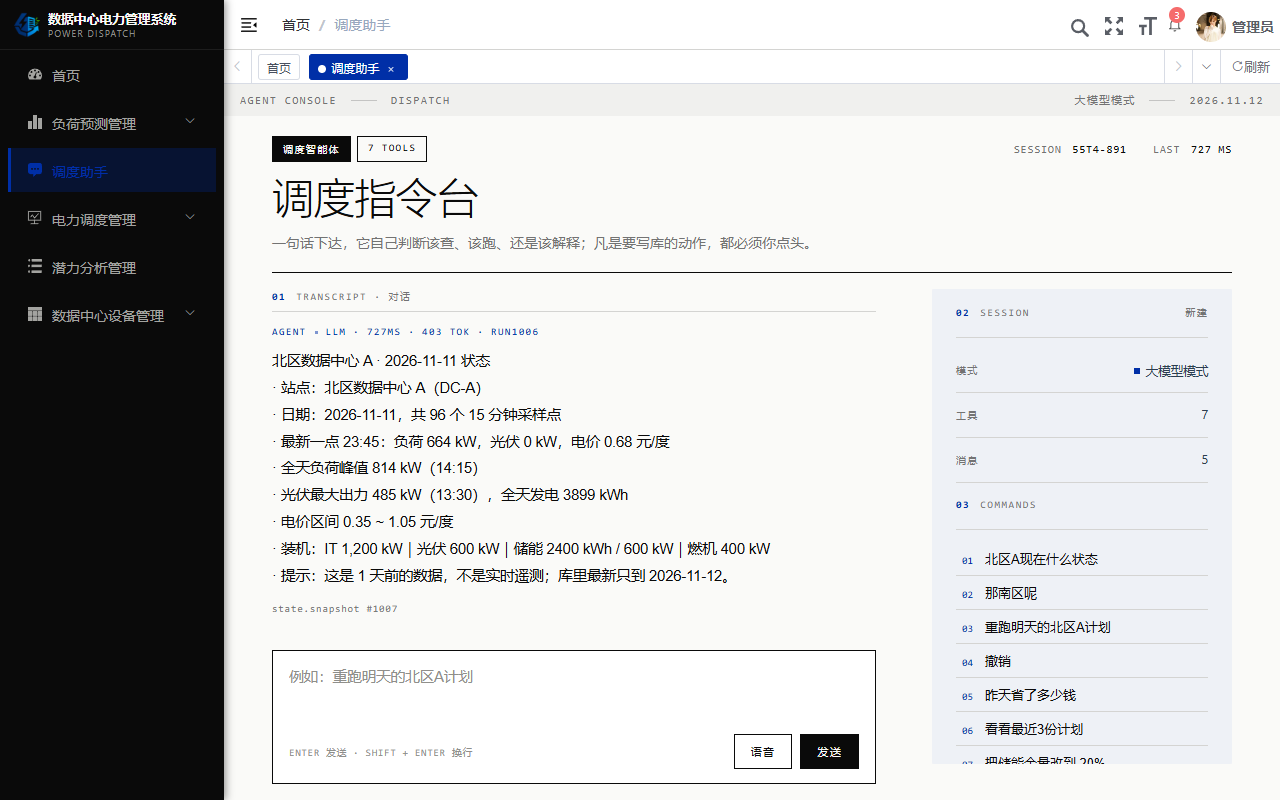 数据中心电力管理系统
POWER DISPATCH
首页
负荷预测管理
调度助手
电力调度管理
潜力分析管理
数据中心设备管理
首页 / 调度助手
3
管理员
首页
调度助手 ×
刷新
AGENT CONSOLE —— DISPATCH
大模型模式 —— 2026.11.12
调度智能体
7 TOOLS
SESSION 55T4-891 LAST 727 MS
调度指令台
一句话下达，它自己判断该查、该跑、还是该解释；凡是要写库的动作，都必须你点头。
01 TRANSCRIPT · 对话
AGENT LLM · 727MS · 403 TOK · RUN1006
北区数据中心 A · 2026-11-11 状态
· 站点：北区数据中心 A（DC-A）
· 日期：2026-11-11，共 96 个 15 分钟采样点
· 最新一点 23:45：负荷 664 kW，光伏 0 kW，电价 0.68 元/度
· 全天负荷峰值 814 kW（14:15）
· 光伏最大出力 485 kW（13:30），全天发电 3899 kWh
· 电价区间 0.35 ~ 1.05 元/度
· 装机：IT 1,200 kW｜光伏 600 kW｜储能 2400 kWh / 600 kW｜燃机 400 kW
· 提示：这是 1 天前的数据，不是实时遥测；库里最新只到 2026-11-12。
state.snapshot #1007
例如：重跑明天的北区A计划
ENTER 发送 · SHIFT + ENTER 换行
语音
发送
02 SESSION 新建
模式 大模型模式
工具 7
消息 5
03 COMMANDS
01 北区A现在什么状态
02 那南区呢
03 重跑明天的北区A计划
04 撤销
05 昨天省了多少钱
06 看看最近3份计划
07 把储能余量改到 20%